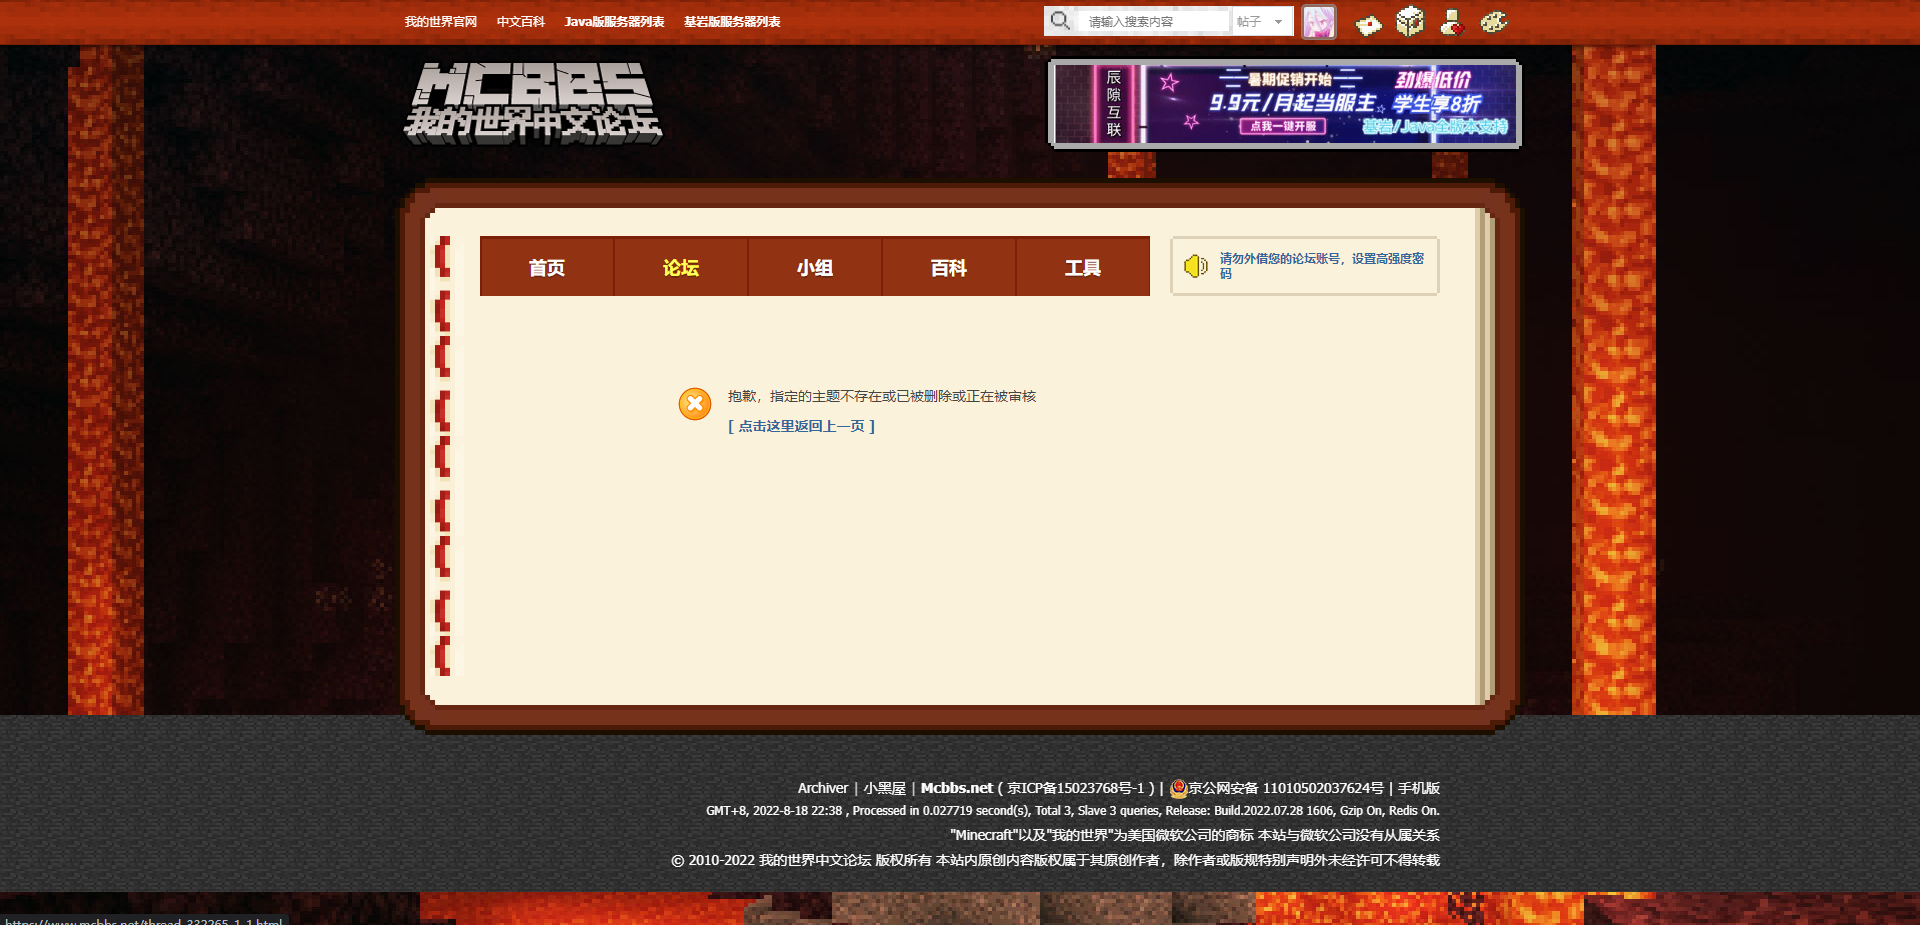 我的世界官网 中文百科 Java版服务器列表 基岩版服务器列表
请输入搜索内容 帖子
MCBBS
我的世界中文论坛
辰隙互联
暑期促销开始 劲爆低价
9.9元/月起当服主 学生享8折
点我一键开服 基岩/Java全版本支持
首页 论坛 小组 百科 工具
请勿外借您的论坛账号，设置高强度密
码
抱歉，指定的主题不存在或已被删除或正在被审核
[ 点击这里返回上一页 ]
Archiver | 小黑屋 | Mcbbs.net ( 京ICP备15023768号-1 ) | 京公网安备 11010502037624号 | 手机版
GMT+8, 2022-8-18 22:38 , Processed in 0.027719 second(s), Total 3, Slave 3 queries, Release: Build.2022.07.28 1606, Gzip On, Redis On.
"Minecraft"以及"我的世界"为美国微软公司的商标 本站与微软公司没有从属关系
© 2010-2022 我的世界中文论坛 版权所有 本站内原创内容版权属于其原创作者，除作者或版规特别声明外未经许可不得转载
https://www.mcbbs.net/thread-332265-1-1.html